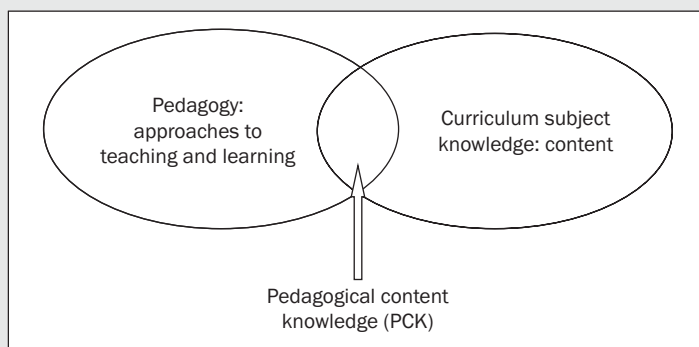 Pedagogy:
approaches to
teaching and learning
Curriculum subject
knowledge: content
Pedagogical content
knowledge (PCK)